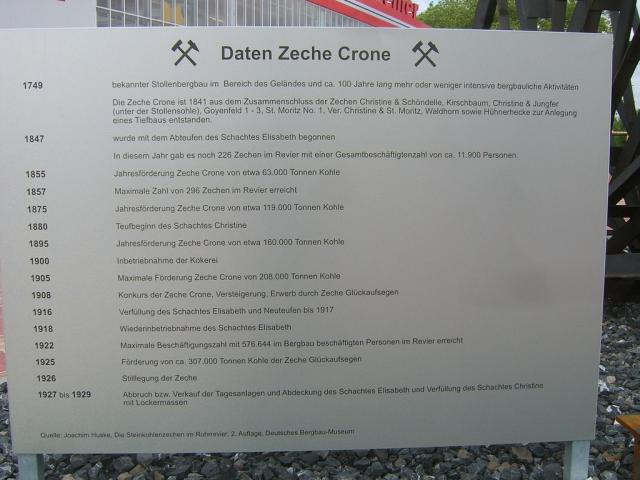 Daten Zeche Crone
1749 bekannter Stollenbergbau im Bereich des Geländes und ca. 100 Jahre lang mehr oder weniger intensive bergbauliche Aktivitäten
Die Zeche Crone ist 1841 aus dem Zusammenschluss der Zechen Christine & Schöndelle, Kirschbaum, Christine & Jungfer
(unter der Stollensohle), Goyenfeld 1 - 3, St. Moritz No. 1, Ver. Christine & St. Moritz, Waldhorn sowie Hühnerhecke zur Anlegung
eines Tiefbaus entstanden.
1847 wurde mit dem Abteufen des Schachtes Elisabeth begonnen
In diesem Jahr gab es noch 226 Zechen im Revier mit einer Gesamtbeschäftigtenzahl von ca. 11.900 Personen.
1855 Jahresförderung Zeche Crone von etwa 63.000 Tonnen Kohle
1857 Maximale Zahl von 296 Zechen im Revier erreicht
1875 Jahresförderung Zeche Crone von etwa 119.000 Tonnen Kohle
1880 Teufbeginn des Schachtes Christine
1895 Jahresförderung Zeche Crone von etwa 160.000 Tonnen Kohle
1900 Inbetriebnahme der Kokerei
1905 Maximale Förderung Zeche Crone von 208.000 Tonnen Kohle
1908 Konkurs der Zeche Crone, Versteigerung, Erwerb durch Zeche Glückaufsegen
1916 Verfüllung des Schachtes Elisabeth und Neuteufen bis 1917
1918 Wiederinbetriebnahme des Schachtes Elisabeth
1922 Maximale Beschäftigungszahl mit 576.644 im Bergbau beschäftigten Personen im Revier erreicht
1925 Förderung von ca. 307.000 Tonnen Kohle der Zeche Glückaufsegen
1926 Stilllegung der Zeche
1927 bis 1929 Abbruch bzw. Verkauf der Tagesanlagen und Abdeckung des Schachtes Elisabeth und Verfüllung des Schachtes Christine
mit Lockermassen
Quelle: Joachim Huske, Die Steinkohlenzechen im Ruhrrevier, 2. Auflage, Deutsches Bergbau-Museum